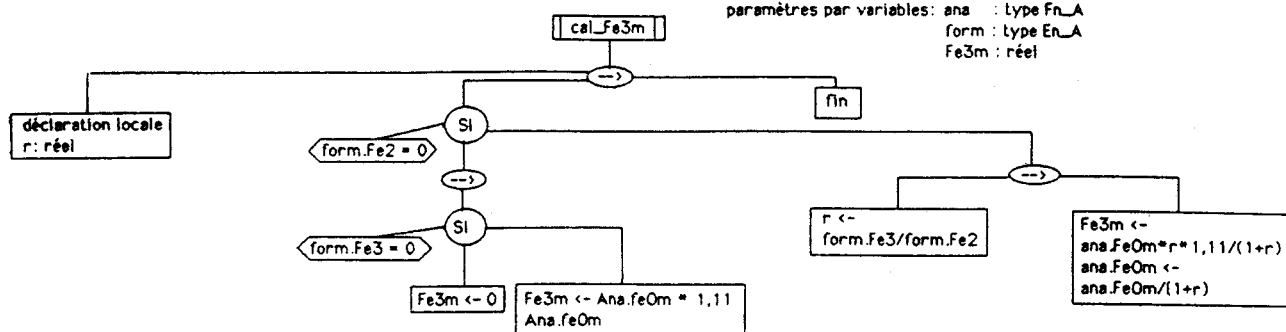 paramètres par variables: ana : type Fn_A
form : type En_A
Fe3m : réel
cal_Fe3m
-->
déclaration locale
r: réel
fin
Si
form.Fe2 = 0
-->
-->
Si
form.Fe3 = 0
r <-
form.Fe3/form.Fe2
Fe3m <-
ana.FeOm*r*1,11/(1+r)
ana.FeOm <-
ana.FeOm/(1+r)
Fe3m <- 0
Fe3m <- Ana.feOm * 1,11
Ana.feOm